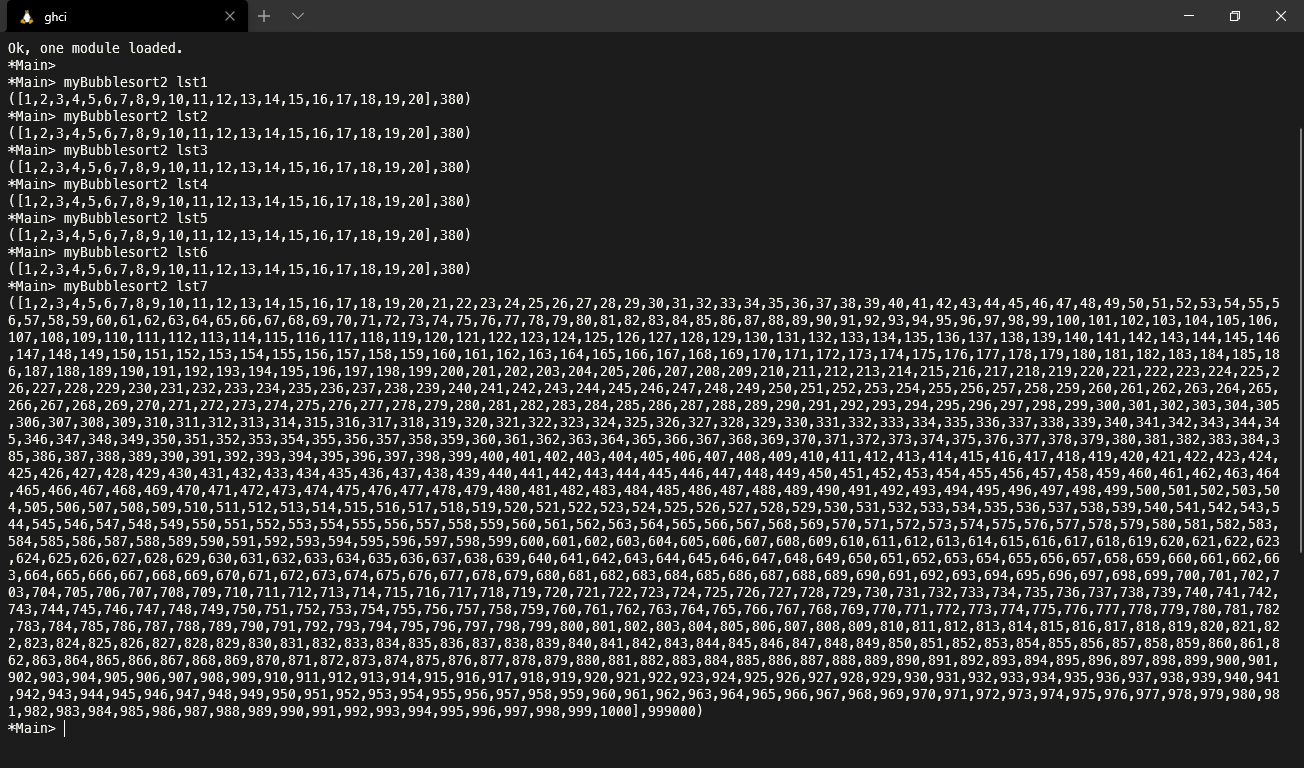 ghci
Ok, one module loaded.
*Main>
*Main> myBubblesort2 lst1
([1,2,3,4,5,6,7,8,9,10,11,12,13,14,15,16,17,18,19,20],380)
*Main> myBubblesort2 lst2
([1,2,3,4,5,6,7,8,9,10,11,12,13,14,15,16,17,18,19,20],380)
*Main> myBubblesort2 lst3
([1,2,3,4,5,6,7,8,9,10,11,12,13,14,15,16,17,18,19,20],380)
*Main> myBubblesort2 lst4
([1,2,3,4,5,6,7,8,9,10,11,12,13,14,15,16,17,18,19,20],380)
*Main> myBubblesort2 lst5
([1,2,3,4,5,6,7,8,9,10,11,12,13,14,15,16,17,18,19,20],380)
*Main> myBubblesort2 lst6
([1,2,3,4,5,6,7,8,9,10,11,12,13,14,15,16,17,18,19,20],380)
*Main> myBubblesort2 lst7
([1,2,3,4,5,6,7,8,9,10,11,12,13,14,15,16,17,18,19,20,21,22,23,24,25,26,27,28,29,30,31,32,33,34,35,36,37,38,39,40,41,42,43,44,45,46,47,48,49,50,51,52,53,54,55,5
6,57,58,59,60,61,62,63,64,65,66,67,68,69,70,71,72,73,74,75,76,77,78,79,80,81,82,83,84,85,86,87,88,89,90,91,92,93,94,95,96,97,98,99,100,101,102,103,104,105,106,
107,108,109,110,111,112,113,114,115,116,117,118,119,120,121,122,123,124,125,126,127,128,129,130,131,132,133,134,135,136,137,138,139,140,141,142,143,144,145,146
,147,148,149,150,151,152,153,154,155,156,157,158,159,160,161,162,163,164,165,166,167,168,169,170,171,172,173,174,175,176,177,178,179,180,181,182,183,184,185,18
6,187,188,189,190,191,192,193,194,195,196,197,198,199,200,201,202,203,204,205,206,207,208,209,210,211,212,213,214,215,216,217,218,219,220,221,222,223,224,225,2
26,227,228,229,230,231,232,233,234,235,236,237,238,239,240,241,242,243,244,245,246,247,248,249,250,251,252,253,254,255,256,257,258,259,260,261,262,263,264,265,
266,267,268,269,270,271,272,273,274,275,276,277,278,279,280,281,282,283,284,285,286,287,288,289,290,291,292,293,294,295,296,297,298,299,300,301,302,303,304,305
,306,307,308,309,310,311,312,313,314,315,316,317,318,319,320,321,322,323,324,325,326,327,328,329,330,331,332,333,334,335,336,337,338,339,340,341,342,343,344,34
5,346,347,348,349,350,351,352,353,354,355,356,357,358,359,360,361,362,363,364,365,366,367,368,369,370,371,372,373,374,375,376,377,378,379,380,381,382,383,384,3
85,386,387,388,389,390,391,392,393,394,395,396,397,398,399,400,401,402,403,404,405,406,407,408,409,410,411,412,413,414,415,416,417,418,419,420,421,422,423,424,
425,426,427,428,429,430,431,432,433,434,435,436,437,438,439,440,441,442,443,444,445,446,447,448,449,450,451,452,453,454,455,456,457,458,459,460,461,462,463,464
,465,466,467,468,469,470,471,472,473,474,475,476,477,478,479,480,481,482,483,484,485,486,487,488,489,490,491,492,493,494,495,496,497,498,499,500,501,502,503,50
4,505,506,507,508,509,510,511,512,513,514,515,516,517,518,519,520,521,522,523,524,525,526,527,528,529,530,531,532,533,534,535,536,537,538,539,540,541,542,543,5
44,545,546,547,548,549,550,551,552,553,554,555,556,557,558,559,560,561,562,563,564,565,566,567,568,569,570,571,572,573,574,575,576,577,578,579,580,581,582,583,
584,585,586,587,588,589,590,591,592,593,594,595,596,597,598,599,600,601,602,603,604,605,606,607,608,609,610,611,612,613,614,615,616,617,618,619,620,621,622,623
,624,625,626,627,628,629,630,631,632,633,634,635,636,637,638,639,640,641,642,643,644,645,646,647,648,649,650,651,652,653,654,655,656,657,658,659,660,661,662,66
3,664,665,666,667,668,669,670,671,672,673,674,675,676,677,678,679,680,681,682,683,684,685,686,687,688,689,690,691,692,693,694,695,696,697,698,699,700,701,702,7
03,704,705,706,707,708,709,710,711,712,713,714,715,716,717,718,719,720,721,722,723,724,725,726,727,728,729,730,731,732,733,734,735,736,737,738,739,740,741,742,
743,744,745,746,747,748,749,750,751,752,753,754,755,756,757,758,759,760,761,762,763,764,765,766,767,768,769,770,771,772,773,774,775,776,777,778,779,780,781,782
,783,784,785,786,787,788,789,790,791,792,793,794,795,796,797,798,799,800,801,802,803,804,805,806,807,808,809,810,811,812,813,814,815,816,817,818,819,820,821,82
2,823,824,825,826,827,828,829,830,831,832,833,834,835,836,837,838,839,840,841,842,843,844,845,846,847,848,849,850,851,852,853,854,855,856,857,858,859,860,861,8
62,863,864,865,866,867,868,869,870,871,872,873,874,875,876,877,878,879,880,881,882,883,884,885,886,887,888,889,890,891,892,893,894,895,896,897,898,899,900,901,
902,903,904,905,906,907,908,909,910,911,912,913,914,915,916,917,918,919,920,921,922,923,924,925,926,927,928,929,930,931,932,933,934,935,936,937,938,939,940,941
,942,943,944,945,946,947,948,949,950,951,952,953,954,955,956,957,958,959,960,961,962,963,964,965,966,967,968,969,970,971,972,973,974,975,976,977,978,979,980,98
1,982,983,984,985,986,987,988,989,990,991,992,993,994,995,996,997,998,999,1000],999000)
*Main>